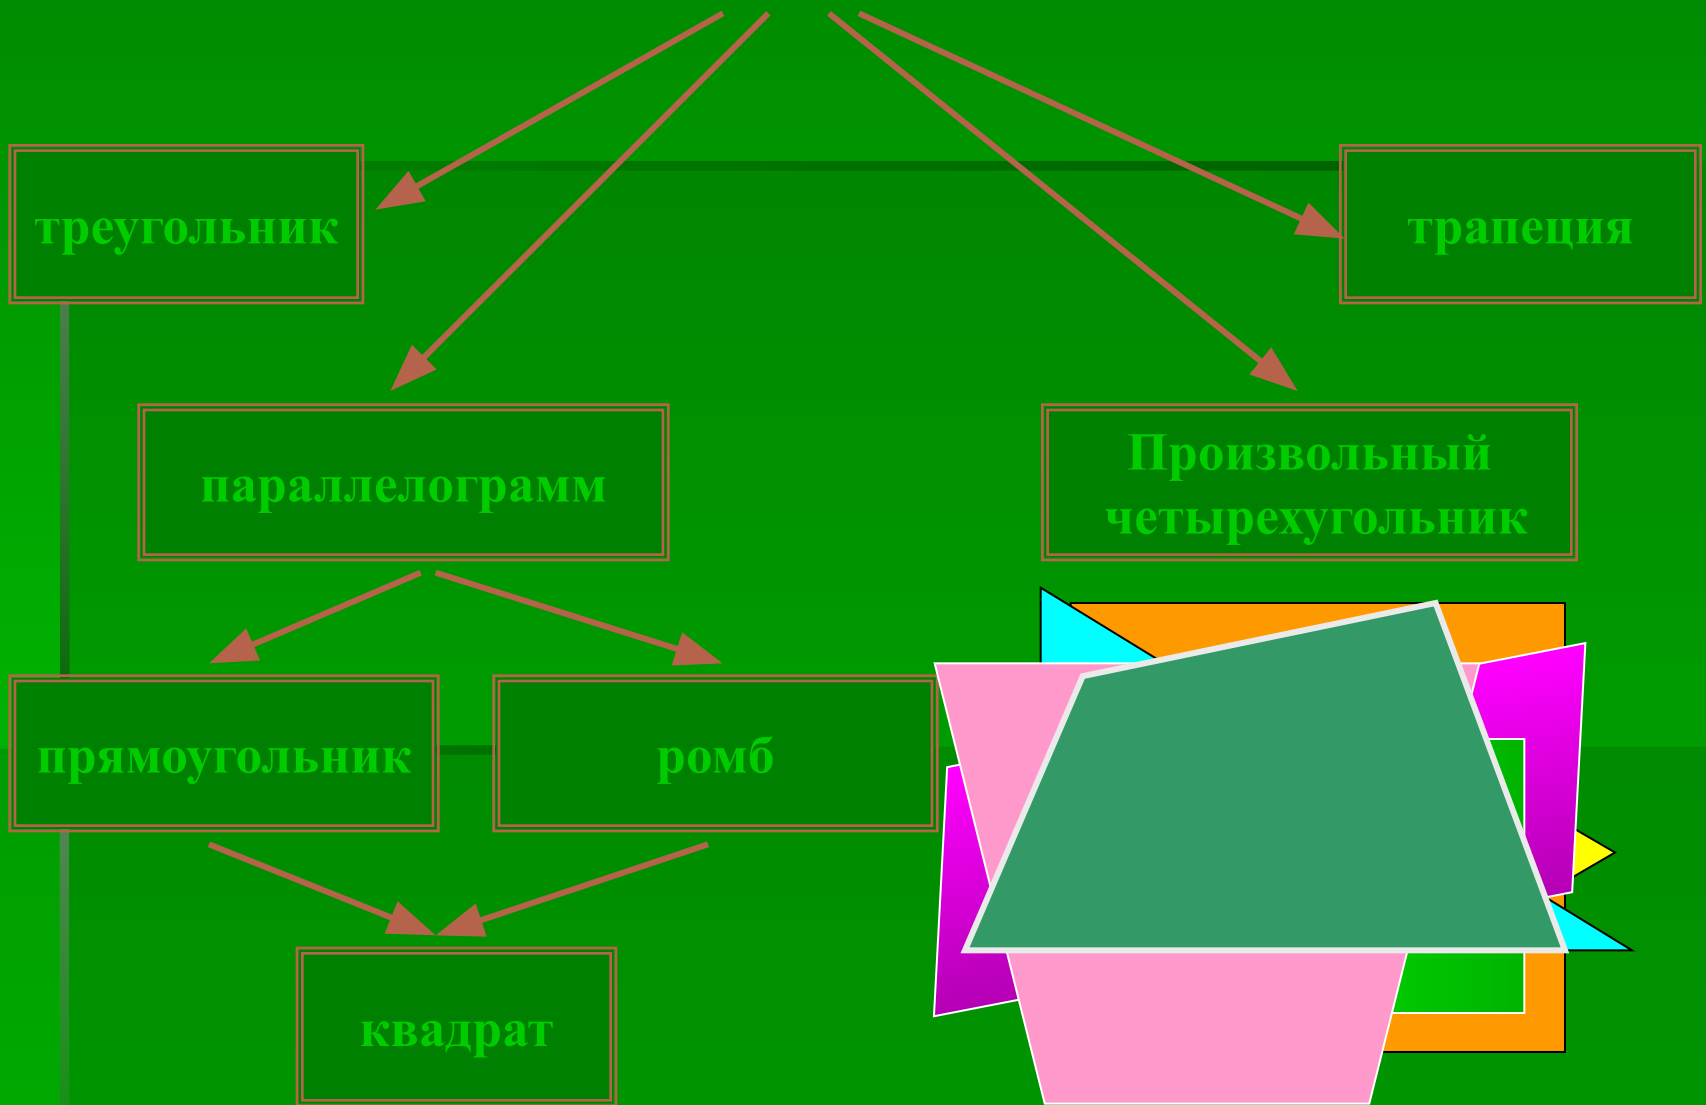 треугольник
трапеция
параллелограмм
Произвольный
четырехугольник
прямоугольник
ромб
квадрат